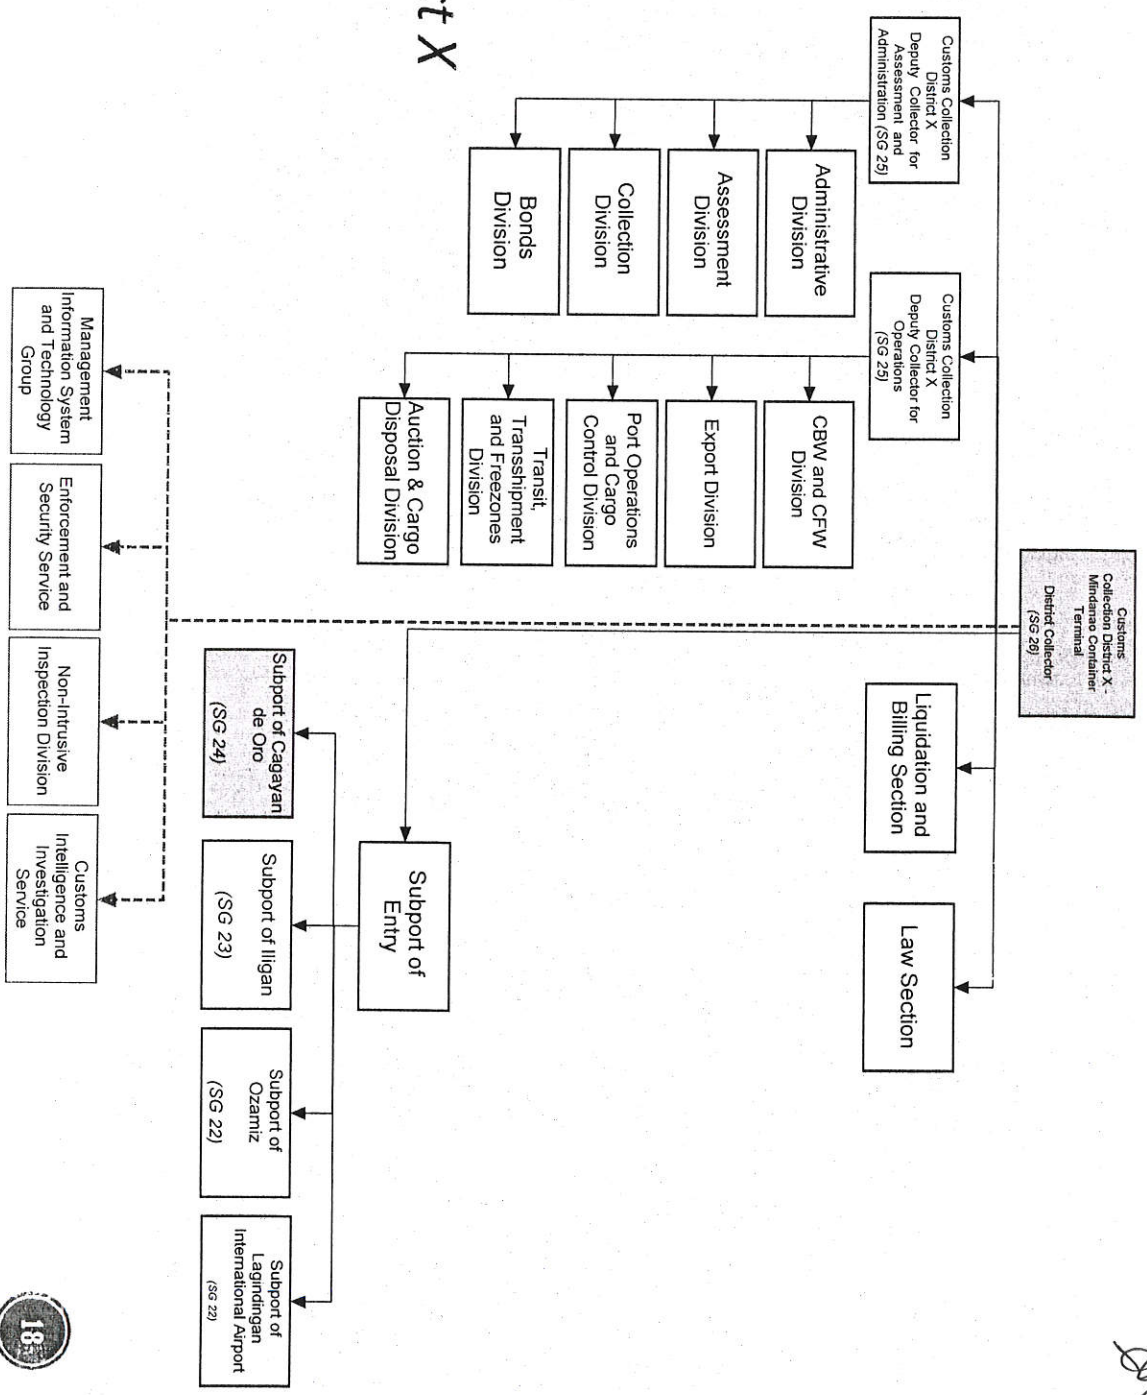 t X
Customs
Collection District X -
Mindanao Container
Terminal
District Collector
(SG 26)
Customs Collection
District X
Deputy Collector for
Assessment and
Administration (SG 25)
Customs Collection
District X
Deputy Collector for
Operations
(SG 25)
Liquidation and
Billing Section
Law Section
Administrative
Division
Assessment
Division
Collection
Division
Bonds
Division
CBW and CFW
Division
Export Division
Port Operations
and Cargo
Control Division
Transit,
Transshipment
and Freezones
Division
Auction & Cargo
Disposal Division
Subport of
Entry
Subport of Cagayan
de Oro
(SG 24)
Subport of Iligan
(SG 23)
Subport of
Ozamiz
(SG 22)
Subport of
Lagindingan
International Airport
(SG 22)
Management
Information System
and Technology
Group
Enforcement and
Security Service
Non-Intrusive
Inspection Division
Customs
Intelligence and
Investigation
Service
18